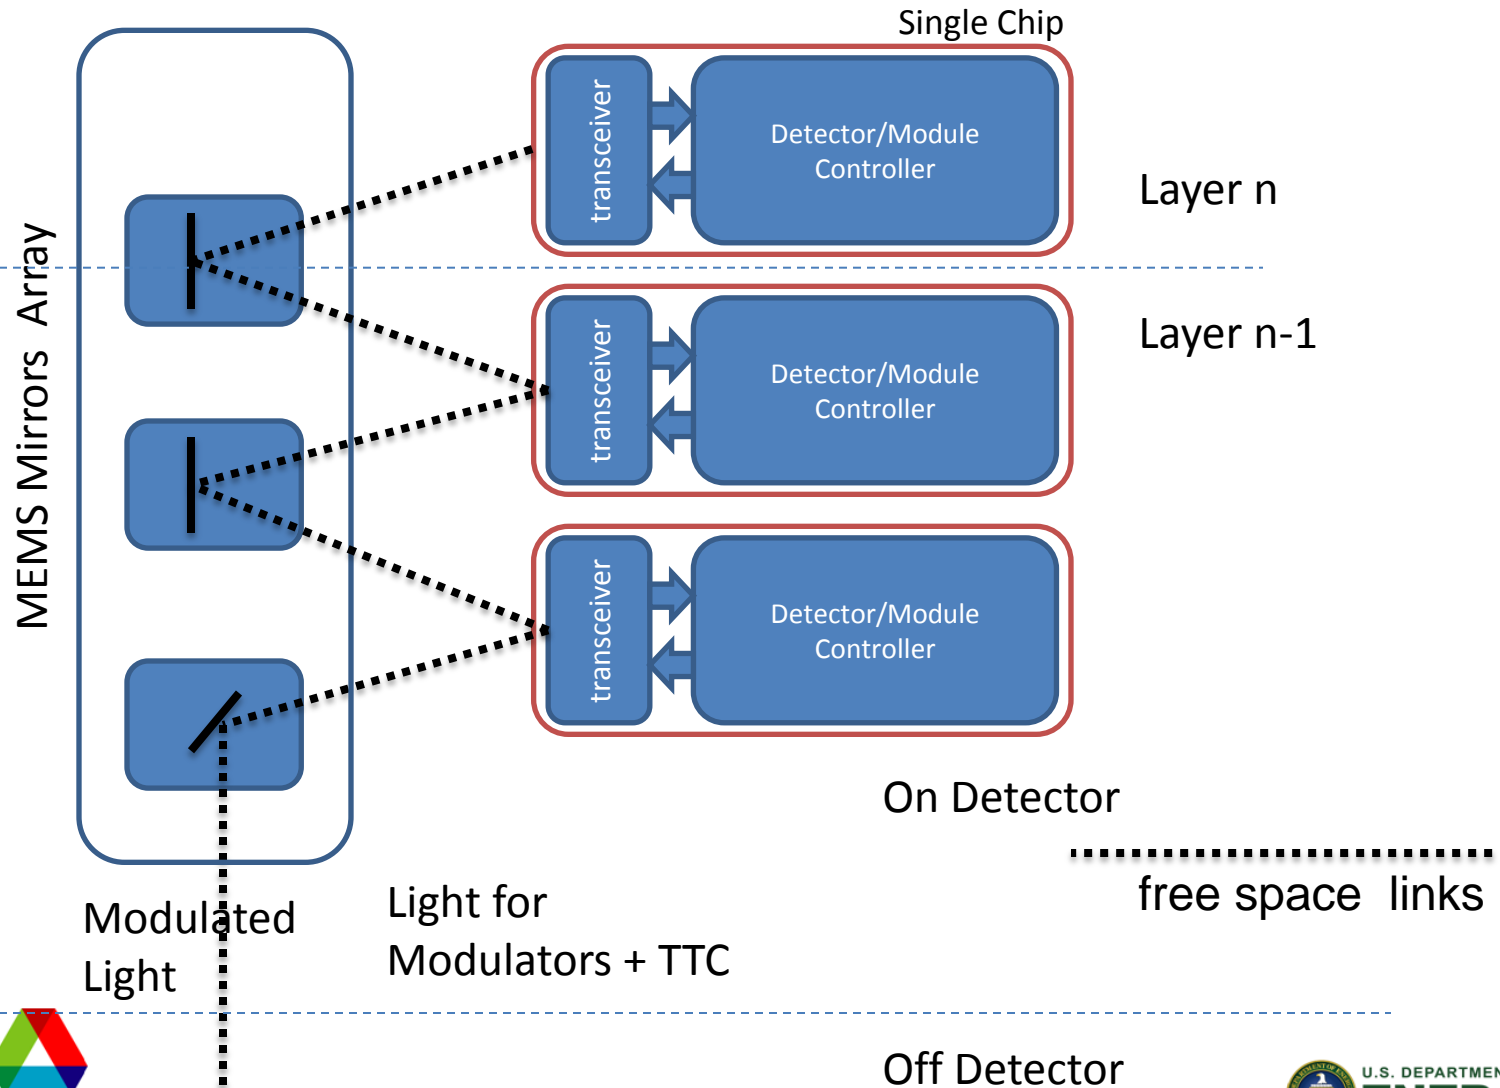 Single Chip
transceiver
Detector/Module
Controller
Layer n
MEMS Mirrors  Array
transceiver
Detector/Module
Controller
Layer n-1
transceiver
Detector/Module
Controller
On Detector
free space  links
Modulated
Light
Light for
Modulators + TTC
Off Detector